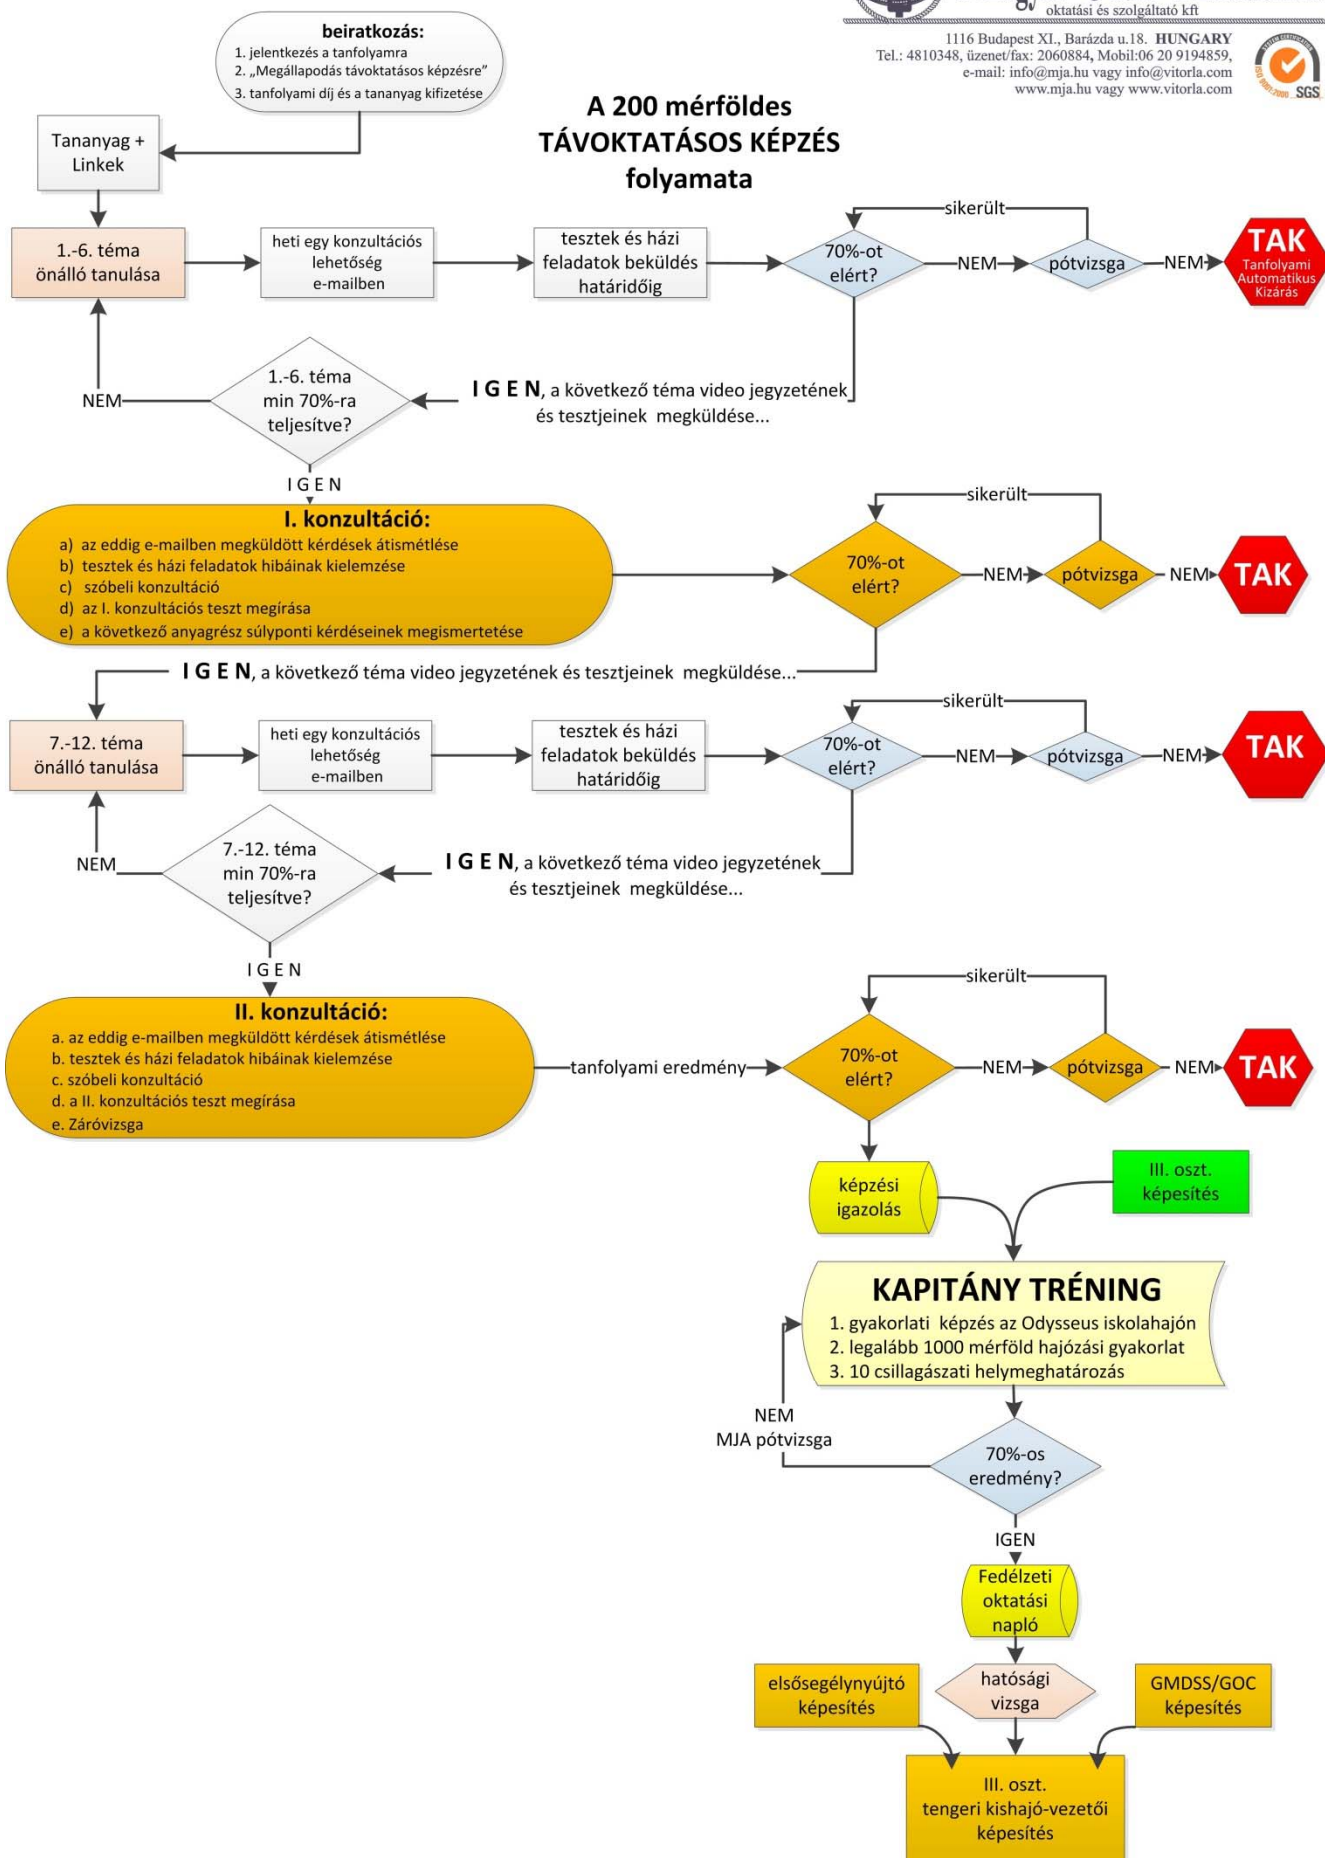 oktatási és szolgáltató kft
1116 Budapest XI., Barázda u.18. HUNGARY
Tel.: 4810348, üzenet/fax: 2060884, Mobil:06 20 9194859,
e-mail: info@mja.hu vagy info@vitorla.com
www.mja.hu vagy www.vitorla.com
ISO 9001:2000 SGS
beiratkozás:
1. jelentkezés a tanfolyamra
2. „Megállapodás távoktatásos képzésre”
3. tanfolyami díj és a tananyag kifizetése
A 200 mérföldes
TÁVOKTATÁSOS KÉPZÉS
folyamata
Tananyag +
Linkek
1.-6. téma
önálló tanulása
heti egy konzultációs
lehetőség
e-mailben
tesztek és házi
feladatok beküldés
határidőig
70%-ot
elért?
sikerült
NEM
pótvizsga
NEM
TAK
Tanfolyami
Automatikus
Kizárás
I G E N, a következő téma video jegyzetének
és tesztjeinek megküldése...
1.-6. téma
min 70%-ra
teljesítve?
NEM
I G E N
I. konzultáció:
a) az eddig e-mailben megküldött kérdések átismétlése
b) tesztek és házi feladatok hibáinak kielemzése
c) szóbeli konzultáció
d) az I. konzultációs teszt megírása
e) a következő anyagrész súlyponti kérdéseinek megismertetése
70%-ot
elért?
sikerült
NEM
pótvizsga
NEM
TAK
I G E N, a következő téma video jegyzetének és tesztjeinek megküldése...
7.-12. téma
önálló tanulása
heti egy konzultációs
lehetőség
e-mailben
tesztek és házi
feladatok beküldés
határidőig
70%-ot
elért?
sikerült
NEM
pótvizsga
NEM
TAK
I G E N, a következő téma video jegyzetének
és tesztjeinek megküldése...
7.-12. téma
min 70%-ra
teljesítve?
NEM
I G E N
II. konzultáció:
a. az eddig e-mailben megküldött kérdések átismétlése
b. tesztek és házi feladatok hibáinak kielemzése
c. szóbeli konzultáció
d. a II. konzultációs teszt megírása
e. Záróvizsga
tanfolyami eredmény
70%-ot
elért?
sikerült
NEM
pótvizsga
NEM
TAK
képzési
igazolás
III. oszt.
képesítés
KAPITÁNY TRÉNING
1. gyakorlati képzés az Odysseus iskolahajón
2. legalább 1000 mérföld hajózási gyakorlat
3. 10 csillagászati helymeghatározás
NEM
MJA pótvizsga
70%-os
eredmény?
IGEN
Fedélzeti
oktatási
napló
elsősegélynyújtó
képesítés
hatósági
vizsga
GMDSS/GOC
képesítés
III. oszt.
tengeri kishajó-vezetői
képesítés